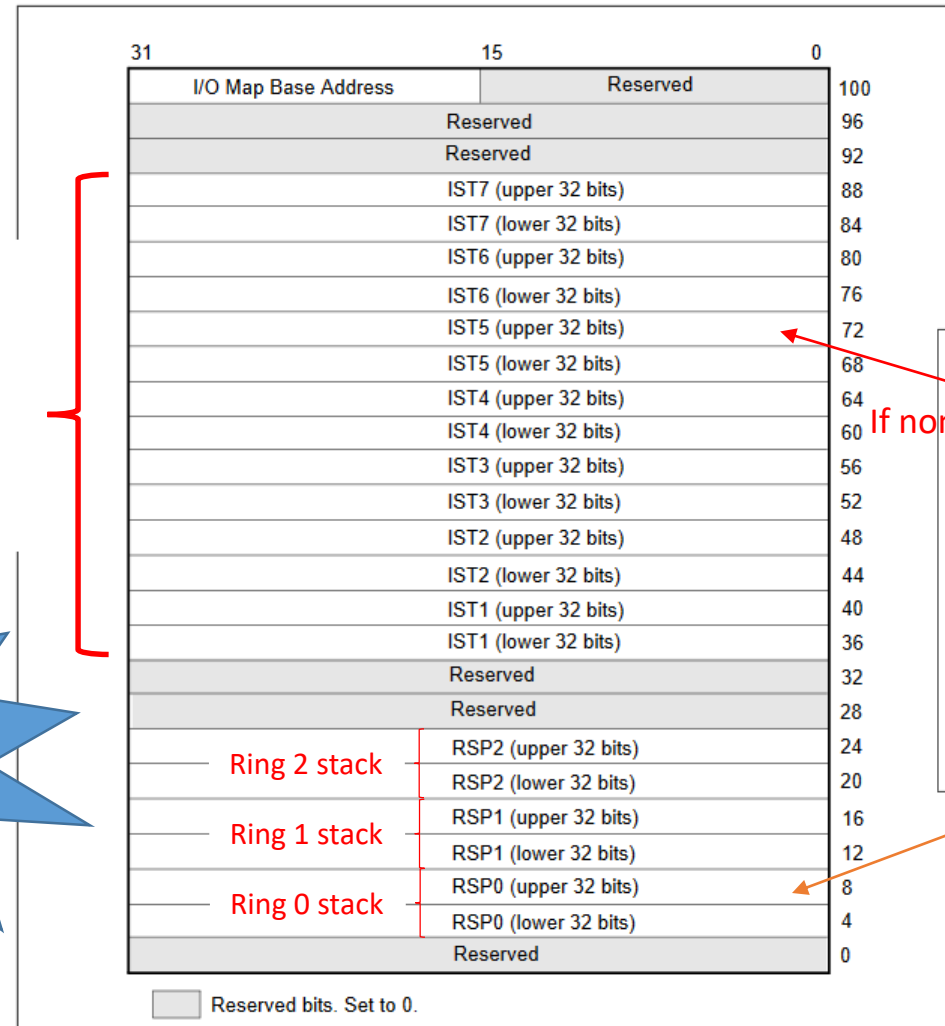 31 15 0
I/O Map Base Address Reserved 100
Reserved 96
Reserved 92
IST7 (upper 32 bits) 88
IST7 (lower 32 bits) 84
IST6 (upper 32 bits) 80
IST6 (lower 32 bits) 76
IST5 (upper 32 bits) 72
IST5 (lower 32 bits) 68
IST4 (upper 32 bits) 64
If
IST4 (lower 32 bits) 60
IST3 (upper 32 bits) 56
IST3 (lower 32 bits) 52
IST2 (upper 32 bits) 48
IST2 (lower 32 bits) 44
IST1 (upper 32 bits) 40
IST1 (lower 32 bits) 36
Reserved 32
Reserved 28
RSP2 (upper 32 bits) 24
Ring 2 stack
RSP2 (lower 32 bits) 20
RSP1 (upper 32 bits) 16
Ring 1 stack
RSP1 (lower 32 bits) 12
RSP0 (upper 32 bits) 8
Ring 0 stack
RSP0 (lower 32 bits) 4
Reserved 0
Reserved bits. Set to 0.